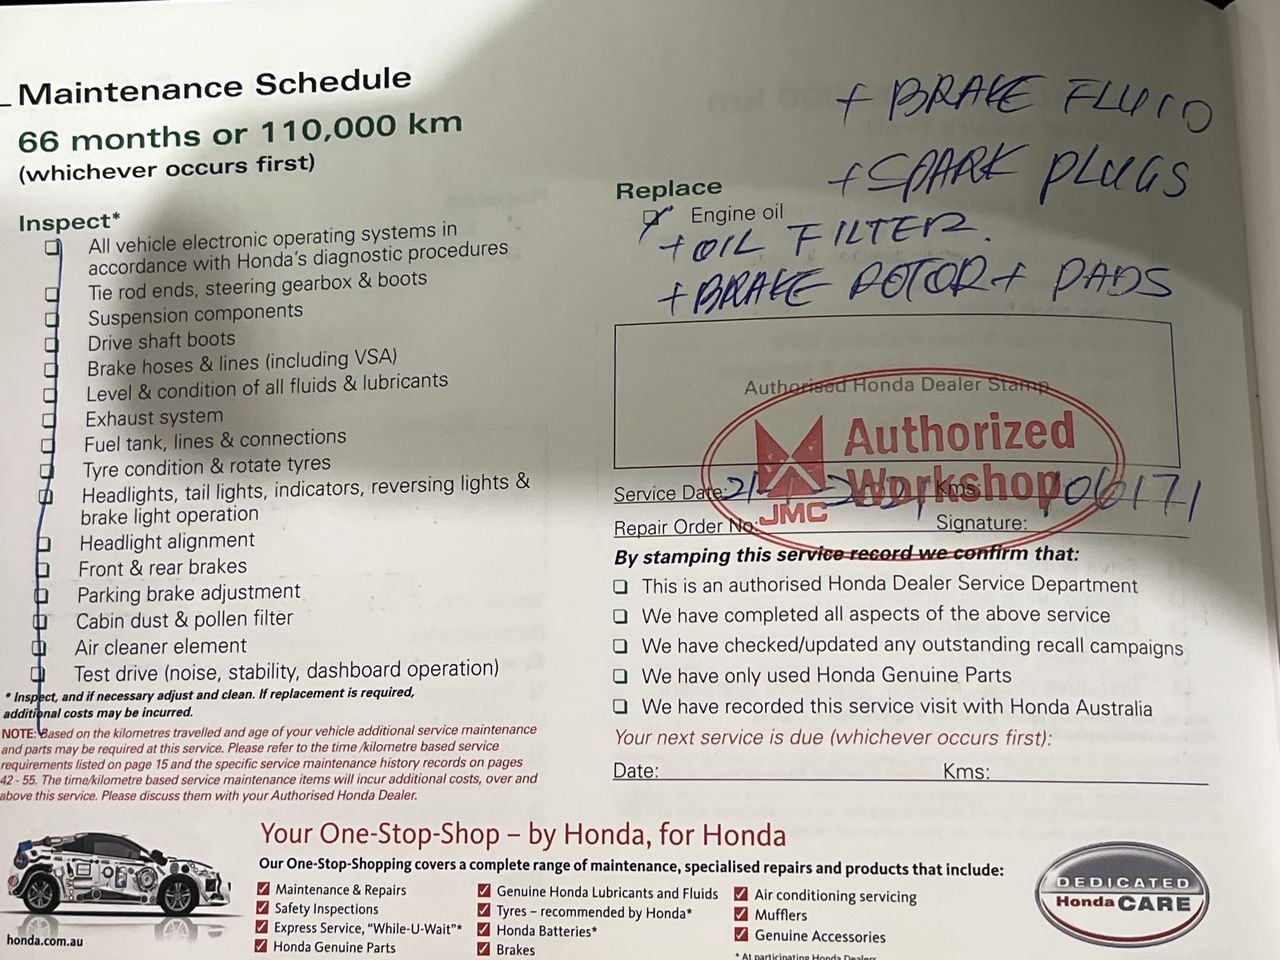 Maintenance Schedule
66 months or 110,000 km
(whichever occurs first)
Inspect*
All vehicle electronic operating systems in
accordance with Honda's diagnostic procedures
Tie rod ends, steering gearbox & boots
Suspension components
Drive shaft boots
Brake hoses & lines (including VSA)
Level & condition of all fluids & lubricants
Exhaust system
Fuel tank, lines & connections
Tyre condition & rotate tyres
Headlights, tail lights, indicators, reversing lights &
brake light operation
Headlight alignment
Front & rear brakes
Parking brake adjustment
Cabin dust & pollen filter
Air cleaner element
Test drive (noise, stability, dashboard operation)
* Inspect, and if necessary adjust and clean. If replacement is required,
additional costs may be incurred.
NOTE: Based on the kilometres travelled and age of your vehicle additional service maintenance
and parts may be required at this service. Please refer to the time /kilometre based service
requirements listed on page 15 and the specific service maintenance history records on pages
42 - 55. The time/kilometre based service maintenance items will incur additional costs, over and
above this service. Please discuss them with your Authorised Honda Dealer.
+ BRAKE FLUID
+ SPARK PLUGS
Replace
Engine oil
+ OIL FILTER.
+ BRAKE ROTOR + PADS
Authorised Honda Dealer Stamp
Authorized
Workshop
JMC
Service Date: Kms: 106171
Repair Order No: Signature:
By stamping this service record we confirm that:
This is an authorised Honda Dealer Service Department
We have completed all aspects of the above service
We have checked/updated any outstanding recall campaigns
We have only used Honda Genuine Parts
We have recorded this service visit with Honda Australia
Your next service is due (whichever occurs first):
Date: Kms:
Your One-Stop-Shop – by Honda, for Honda
Our One-Stop-Shopping covers a complete range of maintenance, specialised repairs and products that include:
Maintenance & Repairs
Safety Inspections
Express Service, "While-U-Wait"*
Honda Genuine Parts
Genuine Honda Lubricants and Fluids
Tyres – recommended by Honda*
Honda Batteries*
Brakes
Air conditioning servicing
Mufflers
Genuine Accessories
* At participating Honda Dealers
honda.com.au
DEDICATED
HondaCARE